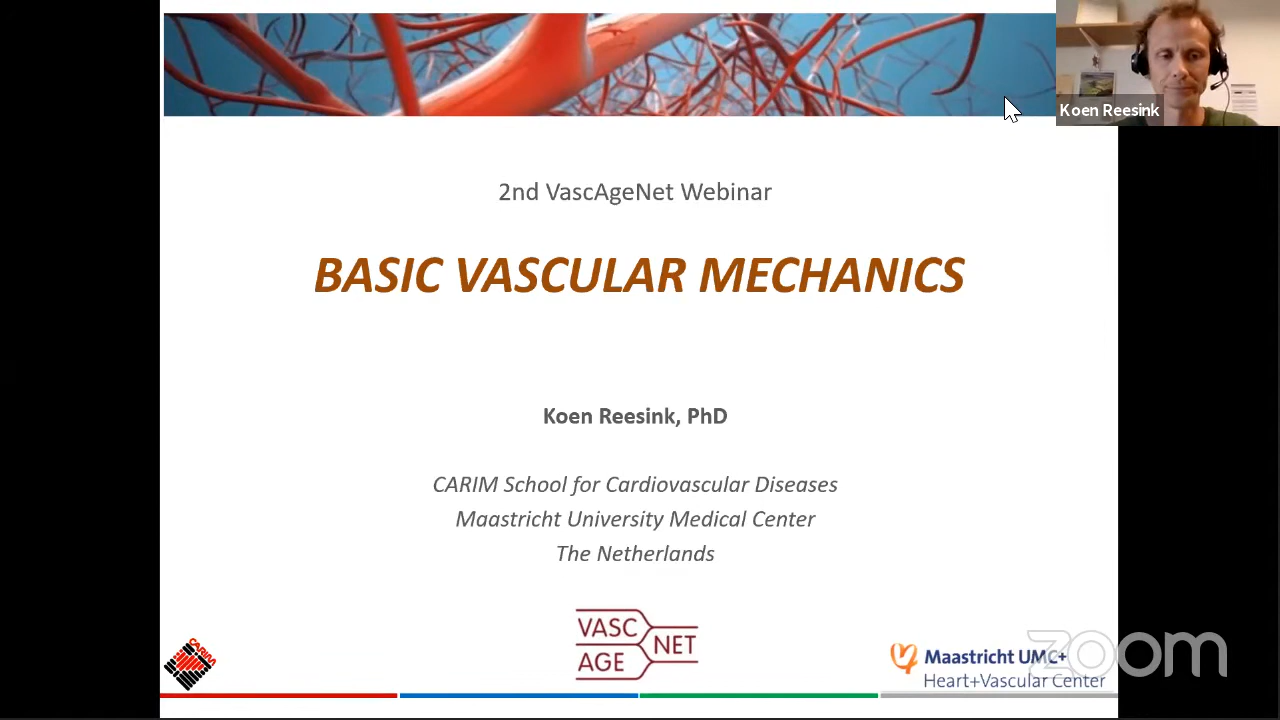 Koen Reesink
2nd VascAgeNet Webinar
BASIC VASCULAR MECHANICS
Koen Reesink, PhD
CARIM School for Cardiovascular Diseases
Maastricht University Medical Center
The Netherlands
VASC
AGE
NET
CARIM
Maastricht UMC+
Heart+Vascular Center
zoom